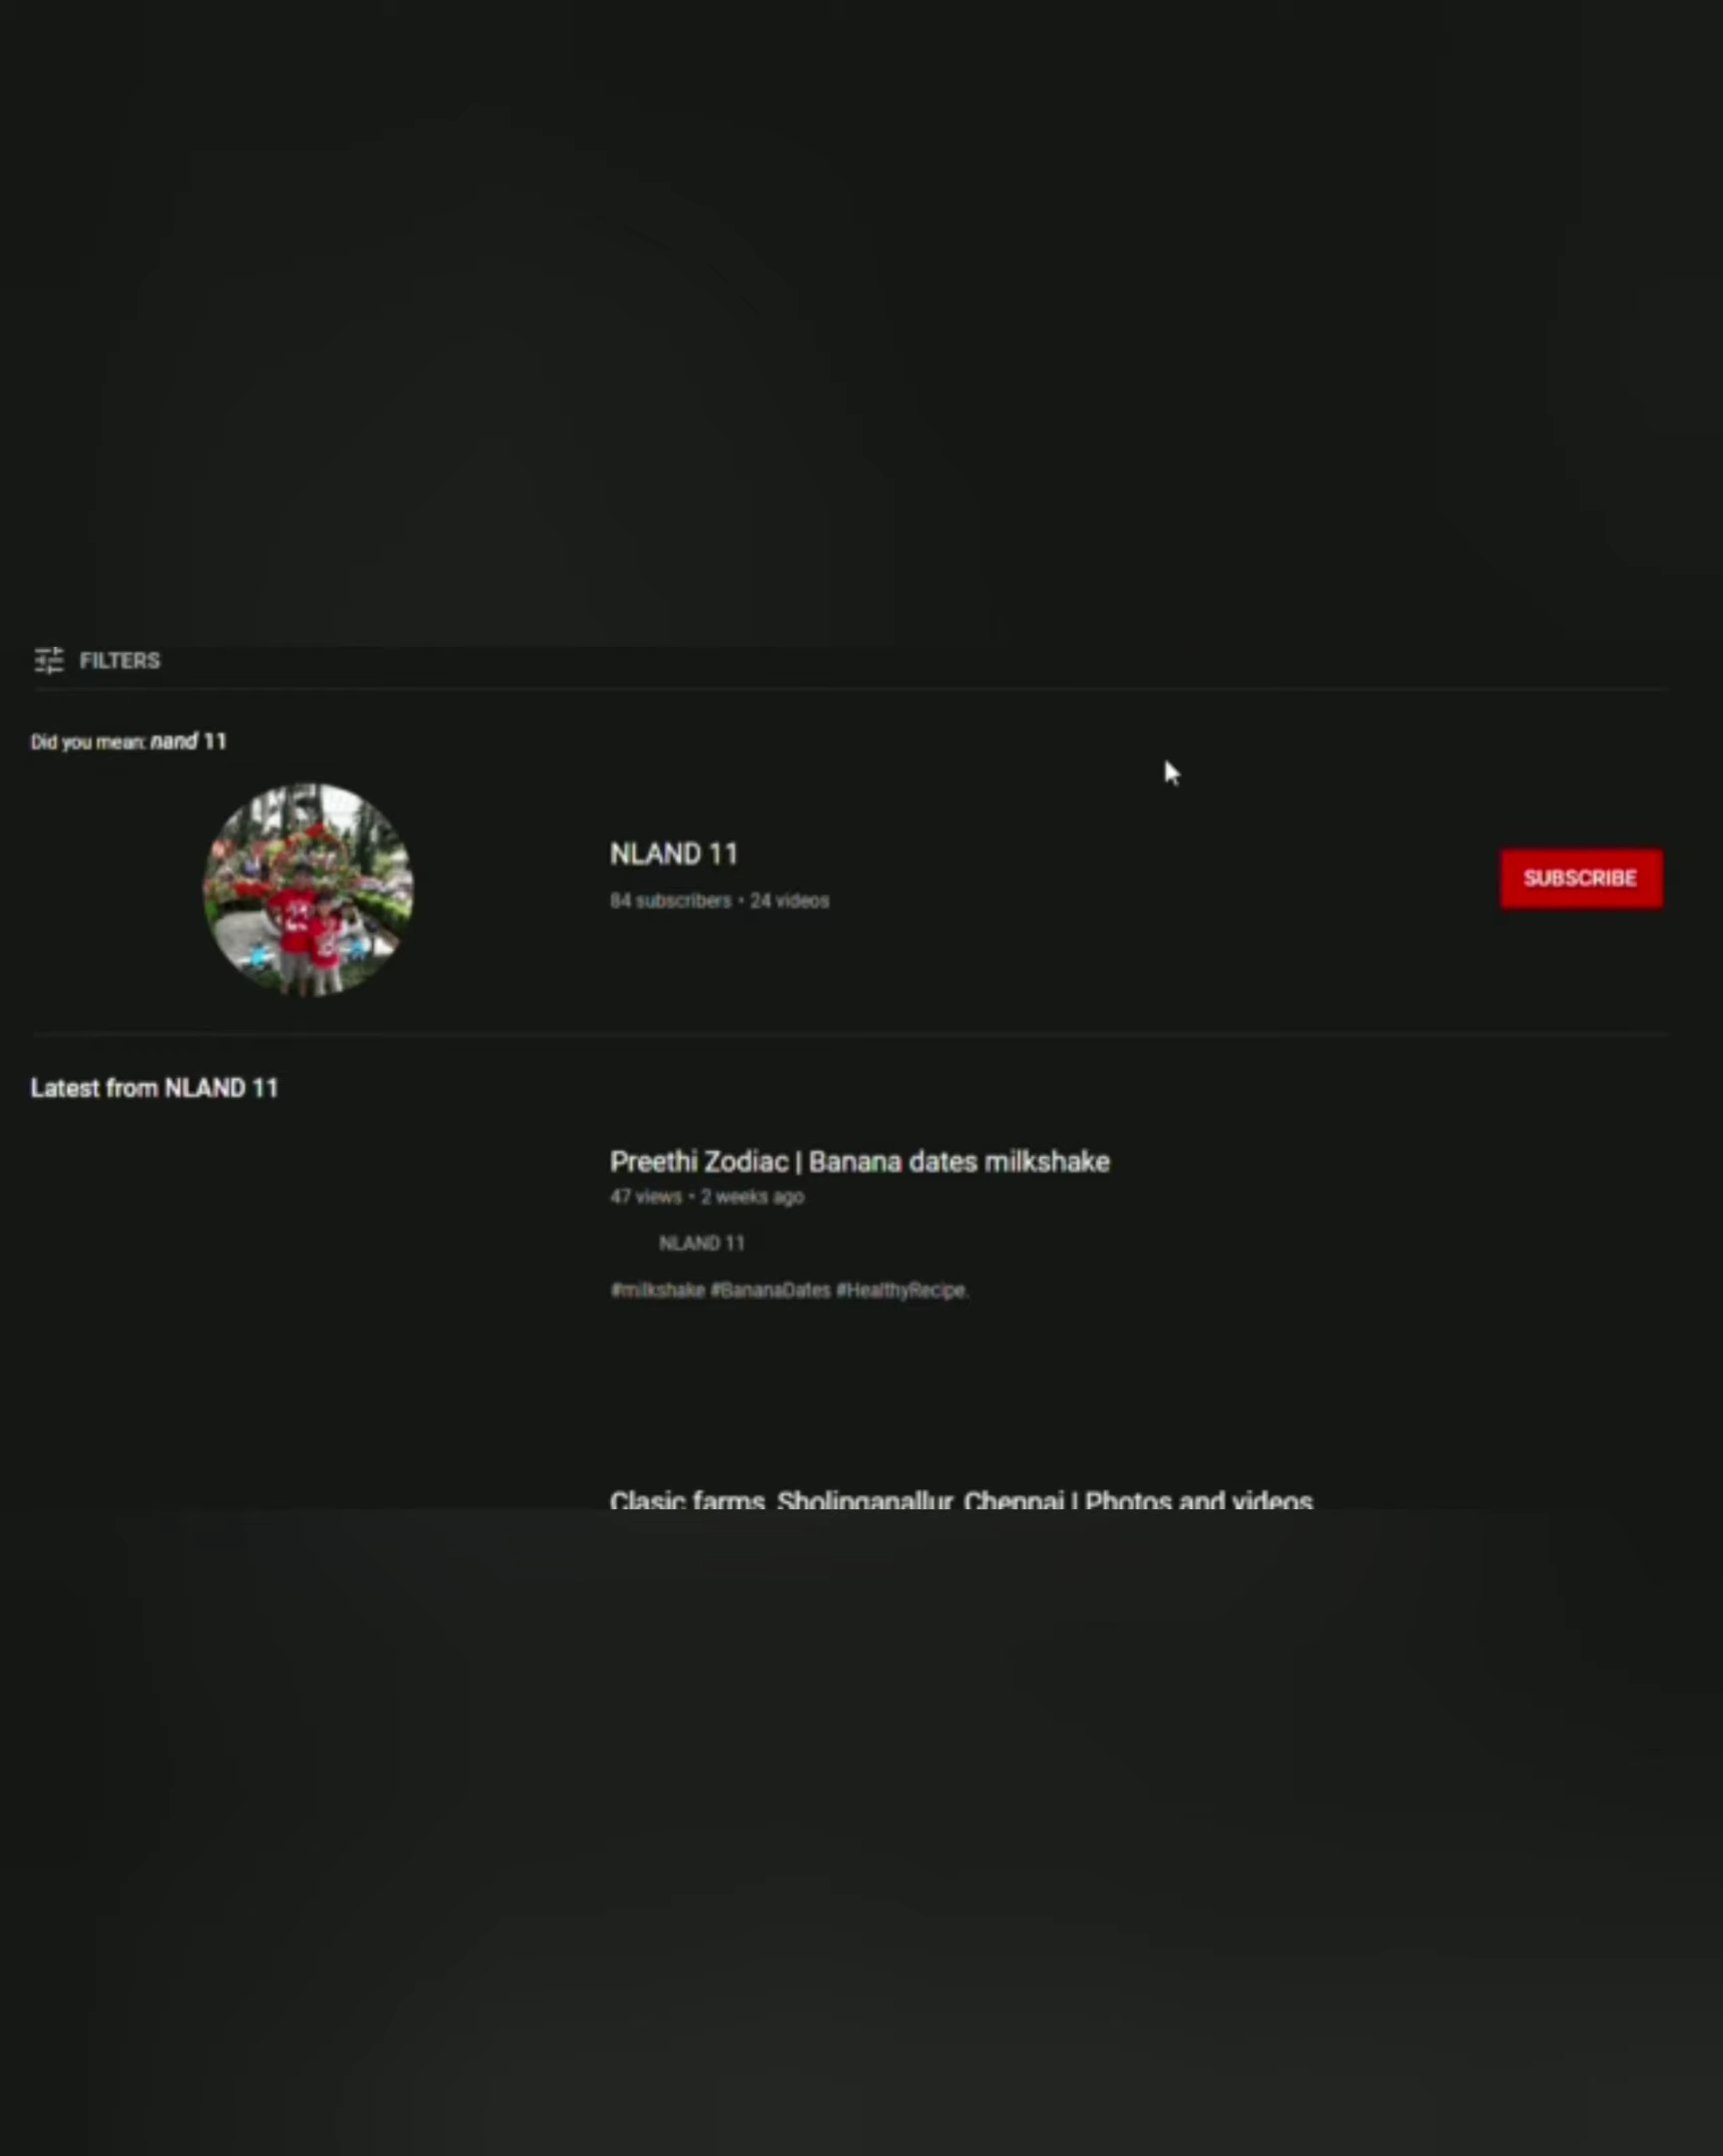 FILTERS
Did you mean: nand 11
NLAND 11
84 subscribers • 24 videos
SUBSCRIBE
Latest from NLAND 11
Preethi Zodiac | Banana dates milkshake
47 views • 2 weeks ago
NLAND 11
#milkshake #BananaDates #HealthyRecipe.
Clasic farms, Sholinganallur, Chennai | Photos and videos